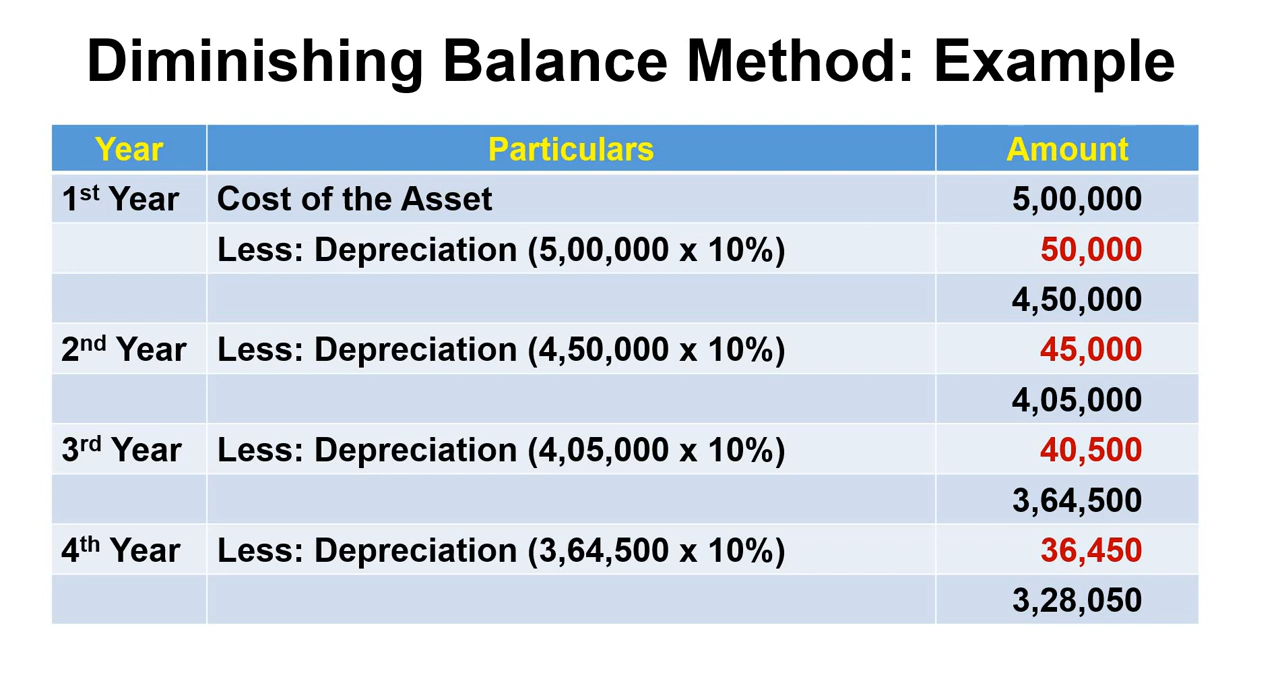 Diminishing Balance Method: Example
Year Particulars Amount
1st Year Cost of the Asset 5,00,000
Less: Depreciation (5,00,000 x 10%) 50,000
4,50,000
2nd Year Less: Depreciation (4,50,000 x 10%) 45,000
4,05,000
3rd Year Less: Depreciation (4,05,000 x 10%) 40,500
3,64,500
4th Year Less: Depreciation (3,64,500 x 10%) 36,450
3,28,050